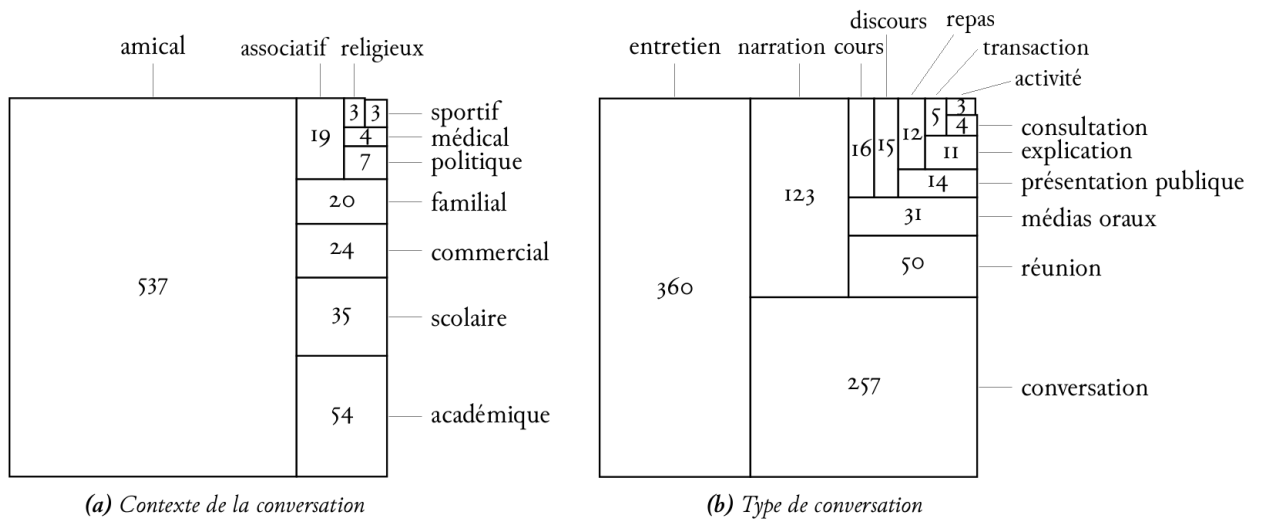 amical
associatif
religieux
537
19
3
3
4
7
20
24
35
54
sportif
médical
politique
familial
commercial
scolaire
académique
(a) Contexte de la conversation
entretien
narration
cours
discours
repas
transaction
activité
360
123
16
15
12
5
3
4
11
14
31
50
257
consultation
explication
présentation publique
médias oraux
réunion
conversation
(b) Type de conversation